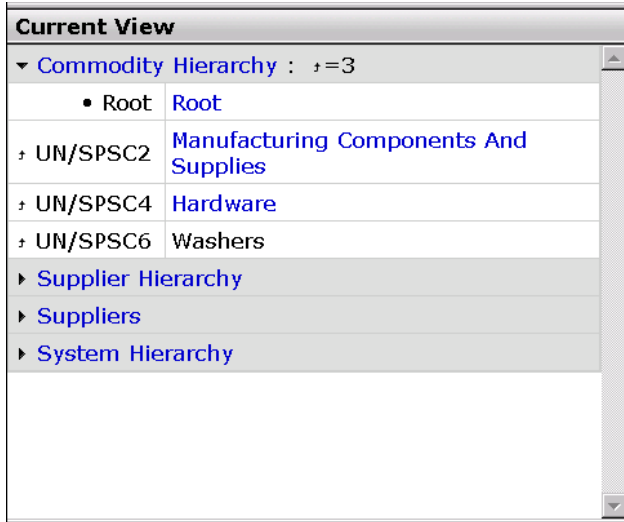 Current View
Commodity Hierarchy : =3
Root Root
UN/SPSC2 Manufacturing Components And
Supplies
UN/SPSC4 Hardware
UN/SPSC6 Washers
Supplier Hierarchy
Suppliers
System Hierarchy